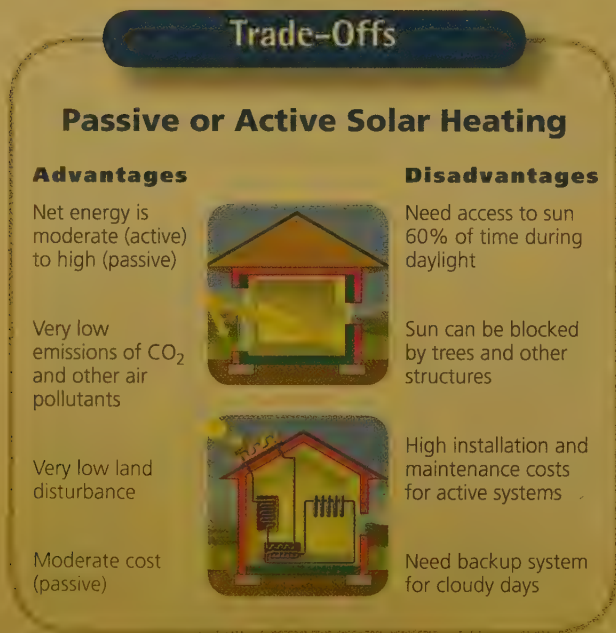 Trade-Offs
Passive or Active Solar Heating
Advantages
Net energy is
moderate (active)
to high (passive)
Very low
emissions of CO₂
and other air
pollutants
Very low land
disturbance
Moderate cost
(passive)
Disadvantages
Need access to sun
60% of time during
daylight
Sun can be blocked
by trees and other
structures
High installation and
maintenance costs
for active systems
Need backup system
for cloudy days